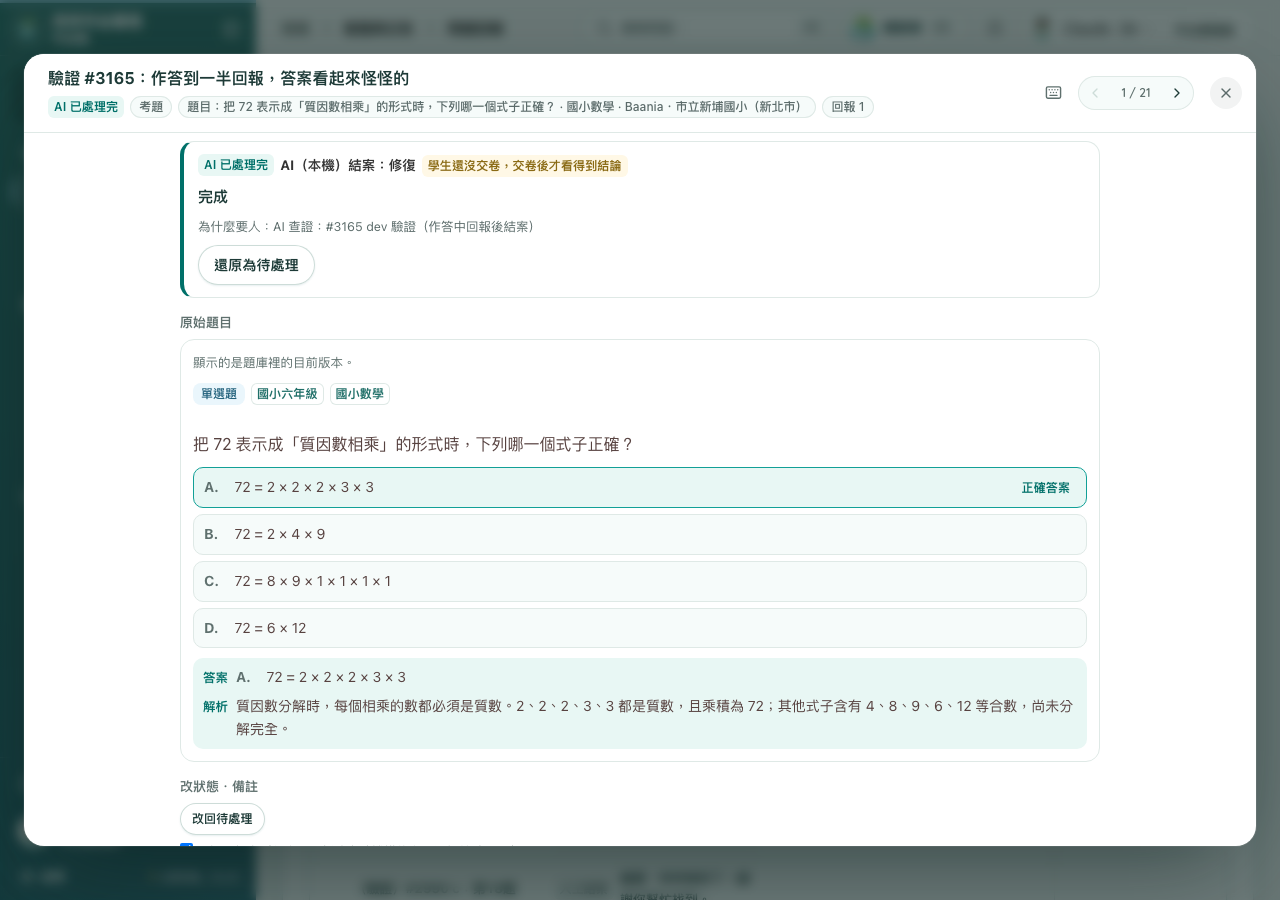 驗證 #3165：作答到一半回報，答案看起來怪怪的
AI 已處理完 考題 題目：把 72 表示成「質因數相乘」的形式時，下列哪一個式子正確？ · 國小數學 · Baania · 市立新埔國小（新北市） 回報 1
1 / 21
AI 已處理完 AI（本機）結案：修復 學生還沒交卷，交卷後才看得到結論
完成
為什麼要人：AI 查證：#3165 dev 驗證（作答中回報後結案）
還原為待處理
原始題目
顯示的是題庫裡的目前版本。
單選題 國小六年級 國小數學
把 72 表示成「質因數相乘」的形式時，下列哪一個式子正確？
A. 72 = 2 × 2 × 2 × 3 × 3 正確答案
B. 72 = 2 × 4 × 9
C. 72 = 8 × 9 × 1 × 1 × 1 × 1
D. 72 = 6 × 12
答案 A. 72 = 2 × 2 × 2 × 3 × 3
解析 質因數分解時，每個相乘的數都必須是質數。2、2、2、3、3 都是質數，且乘積為 72；其他式子含有 4、8、9、6、12 等合數，尚未分
解完全。
改狀態 · 備註
改回待處理